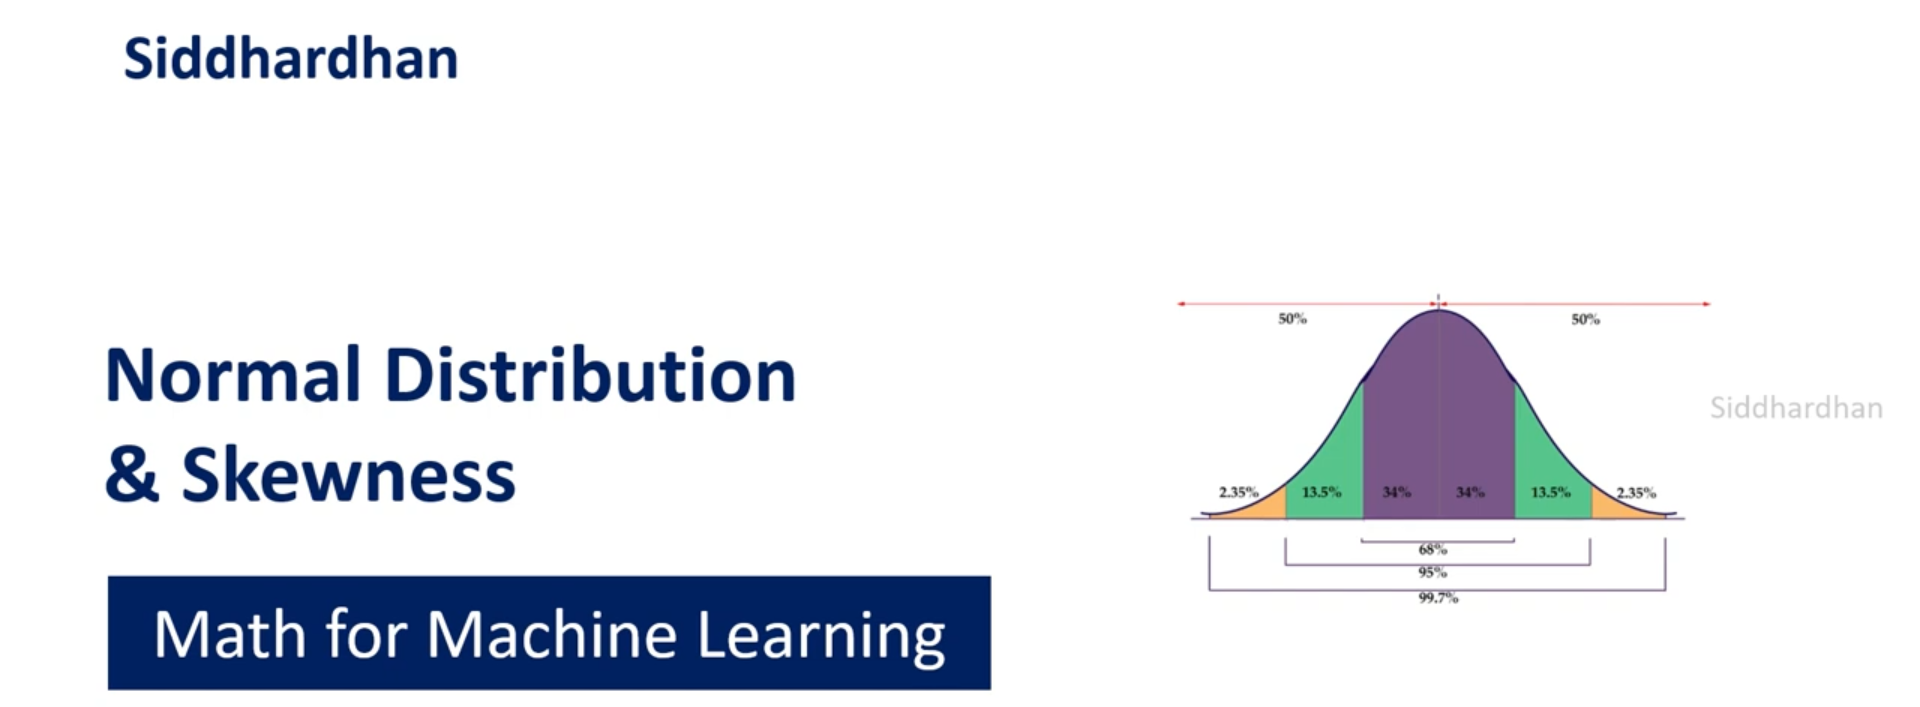 Siddhardhan
Normal Distribution
& Skewness
Math for Machine Learning
50% 50%
Siddhardhan
2.35% 13.5% 34% 34% 13.5% 2.35%
68%
95%
99.7%